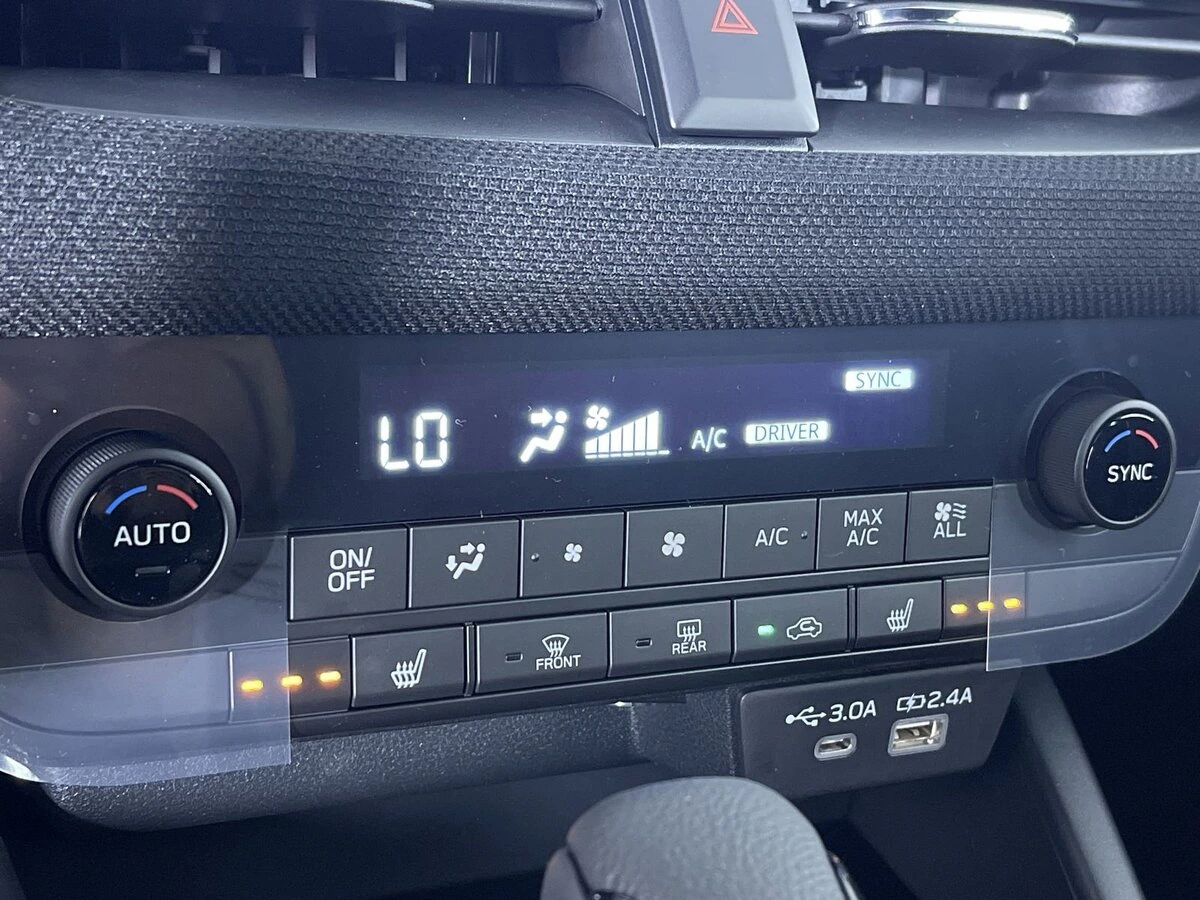 SYNC
LO
A/C
DRIVER
AUTO
SYNC
ON/
OFF
A/C
MAX
A/C
ALL
FRONT
REAR
3.0A
2.4A